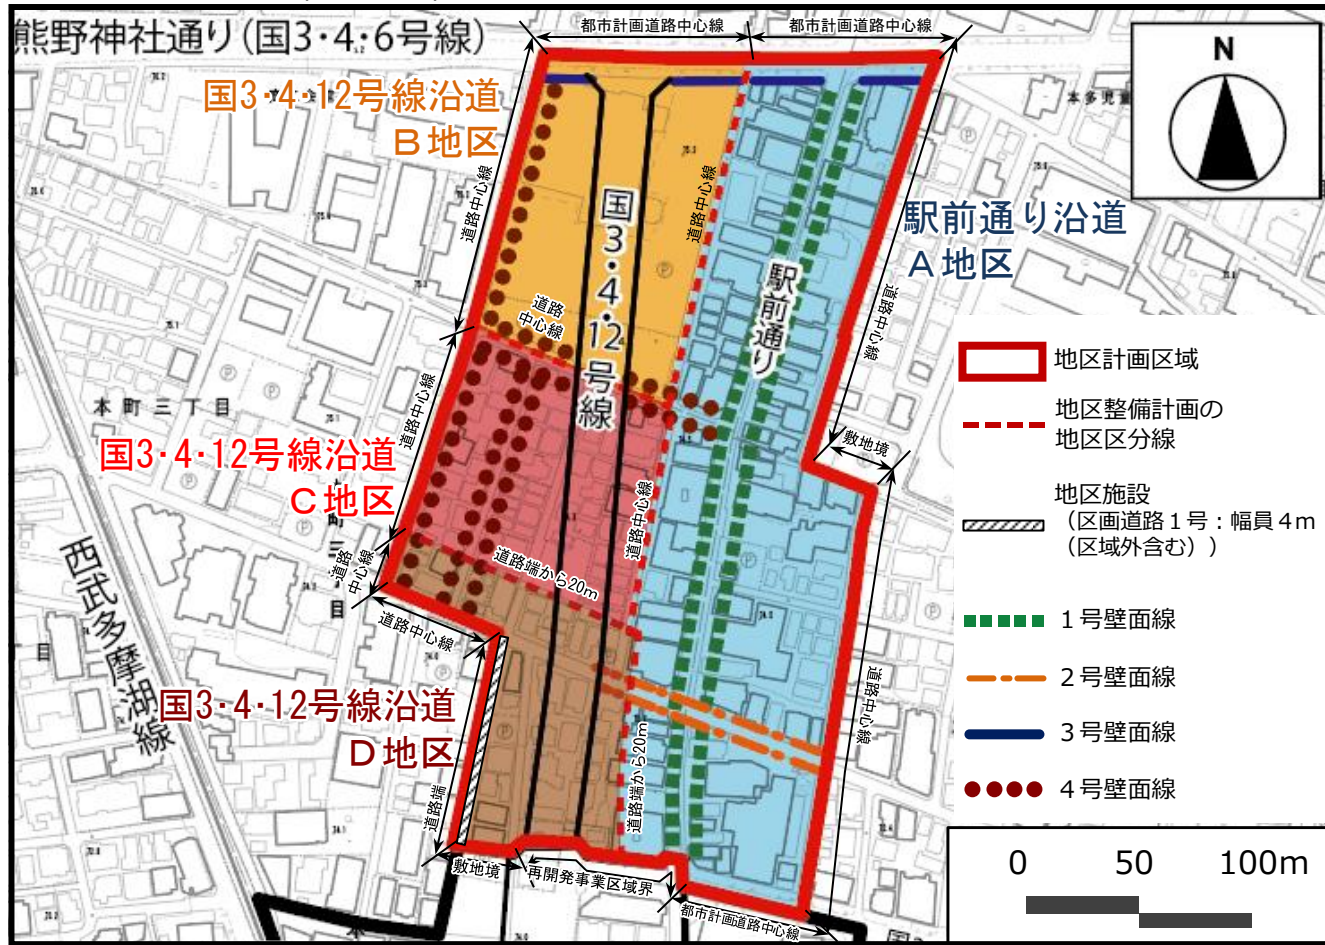 熊野神社通り(国3・4・6号線)
都市計画道路中心線
都市計画道路中心線
N
国3・4・12号線沿道
B地区
本多児童
道路中心線
道路中心線
国3・4・12号線
駅前通り
駅前通り沿道
A地区
道路中心線
道路
中心線
道路中心線
本町三丁目
国3・4・12号線沿道
C地区
道路中心線
道路端から20m
敷地境
道路
中心線
道路中心線
西武多摩湖線
国3・4・12号線沿道
D地区
道路中心線
道路端から20m
道路端
敷地境
再開発事業区域界
都市計画道路中心線
地区計画区域
地区整備計画の
地区区分線
地区施設
(区画道路1号:幅員4m
(区域外含む))
1号壁面線
2号壁面線
3号壁面線
4号壁面線
0 50 100m